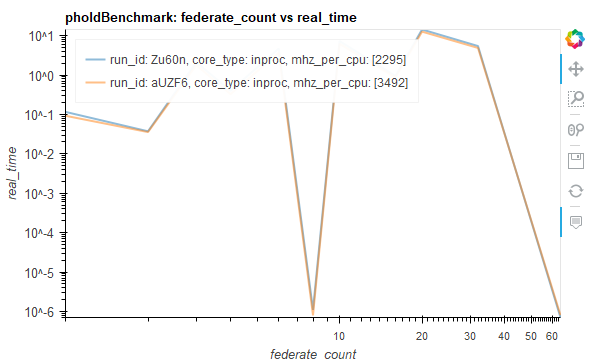 pholdBenchmark: federate_count vs real_time
10^1
run_id: Zu60n, core_type: inproc, mhz_per_cpu: [2295]
10^0
run_id: aUZF6, core_type: inproc, mhz_per_cpu: [3492]
10^-1
10^-2
10^-3
10^-4
10^-5
10^-6
real_time
10 20 30 40 50 60
federate_count